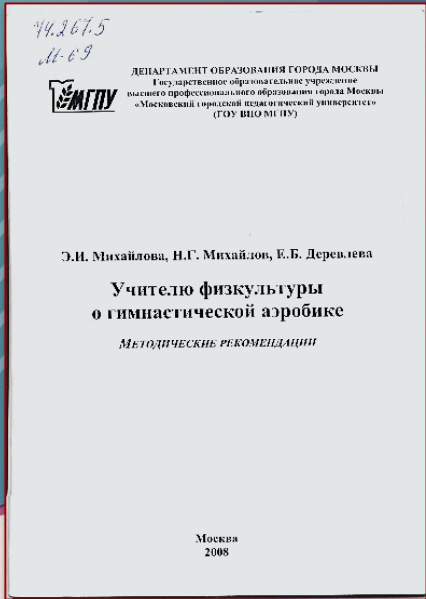 74.267.5
М-69
МГПУ
ДЕПАРТАМЕНТ ОБРАЗОВАНИЯ ГОРОДА МОСКВЫ
Государственное образовательное учреждение
высшего профессионального образования города Москвы
«Московский городской педагогический университет»
(ГОУ ВПО МГПУ)
Э.И. Михайлова, Н.Г. Михайлов, Е.Б. Деревлева
Учителю физкультуры
о гимнастической аэробике
МЕТОДИЧЕСКИЕ РЕКОМЕНДАЦИИ
Москва
2008